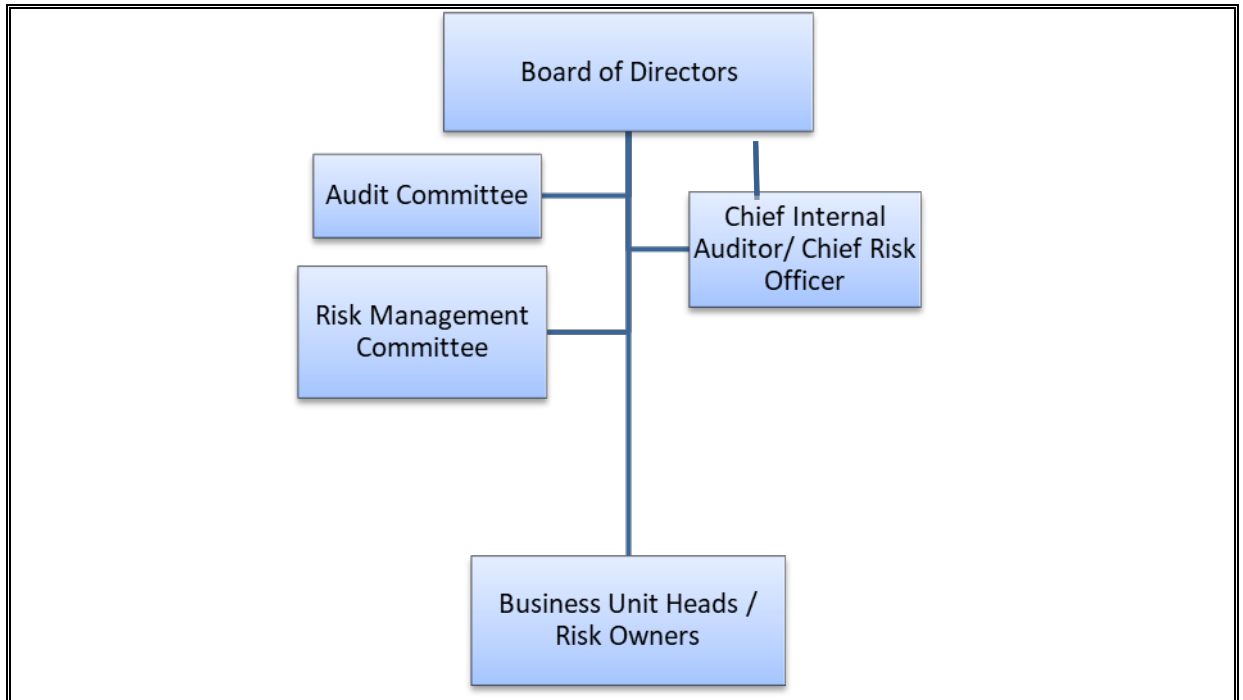 Board of Directors
Audit Committee
Chief Internal
Auditor/ Chief Risk
Officer
Risk Management
Committee
Business Unit Heads /
Risk Owners